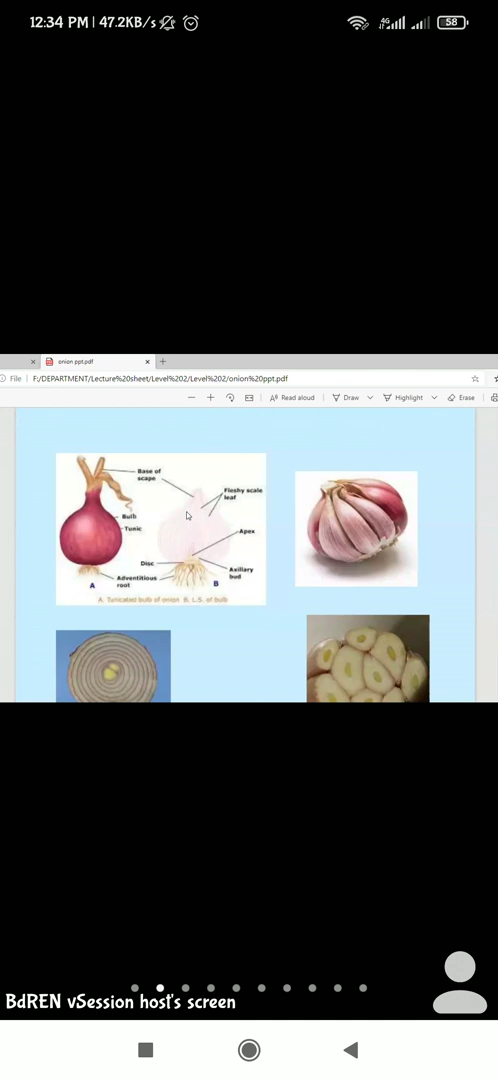 12:34 PM | 47.2KB/s 4G 58
onion ppt.pdf
File | F:/DEPARTMENT/Lecture%20sheet/Level%202/Level%202/onion%20ppt.pdf
Read aloud Draw Highlight Erase
Base of
scape
Fleshy scale
leaf
Bulb
Tunic
Apex
Disc
Axillary
bud
Adventitious
root
A
B
A. Tunicated bulb of onion B. L.S. of bulb
BdREN vSession host's screen